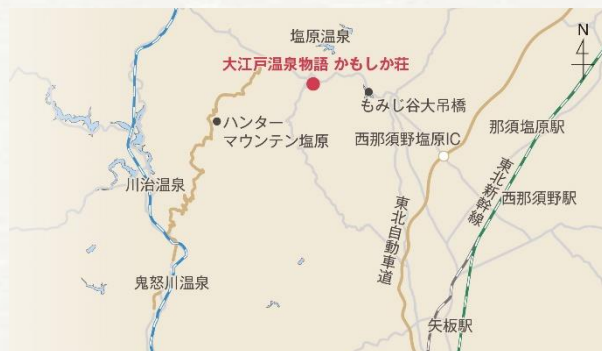 N
塩原温泉
大江戸温泉物語 かもしか荘
もみじ谷大吊橋
ハンター
マウンテン塩原
西那須野塩原IC
那須塩原駅
川治温泉
西那須野駅
東北新幹線
東北自動車道
鬼怒川温泉
矢板駅